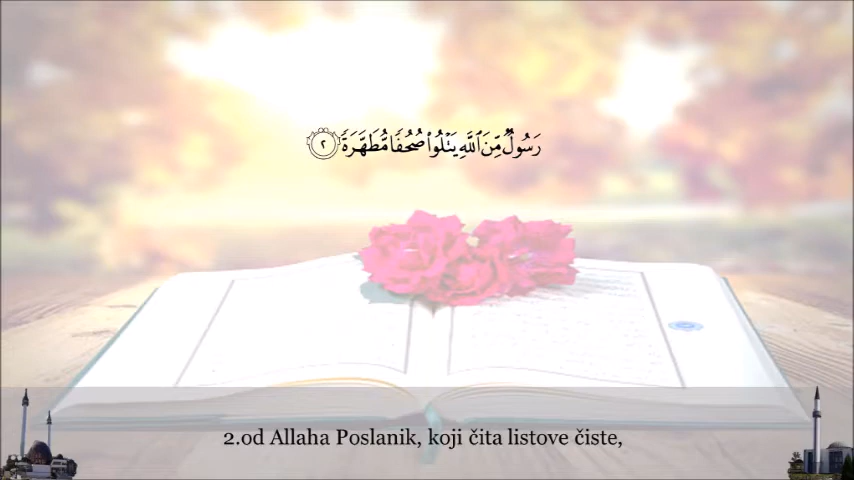 رَسُولٌ مِّنَ ٱللَّهِ يَتْلُوا۟ صُحُفًا مُّطَهَّرَةً ٢
2.od Allaha Poslanik, koji čita listove čiste,